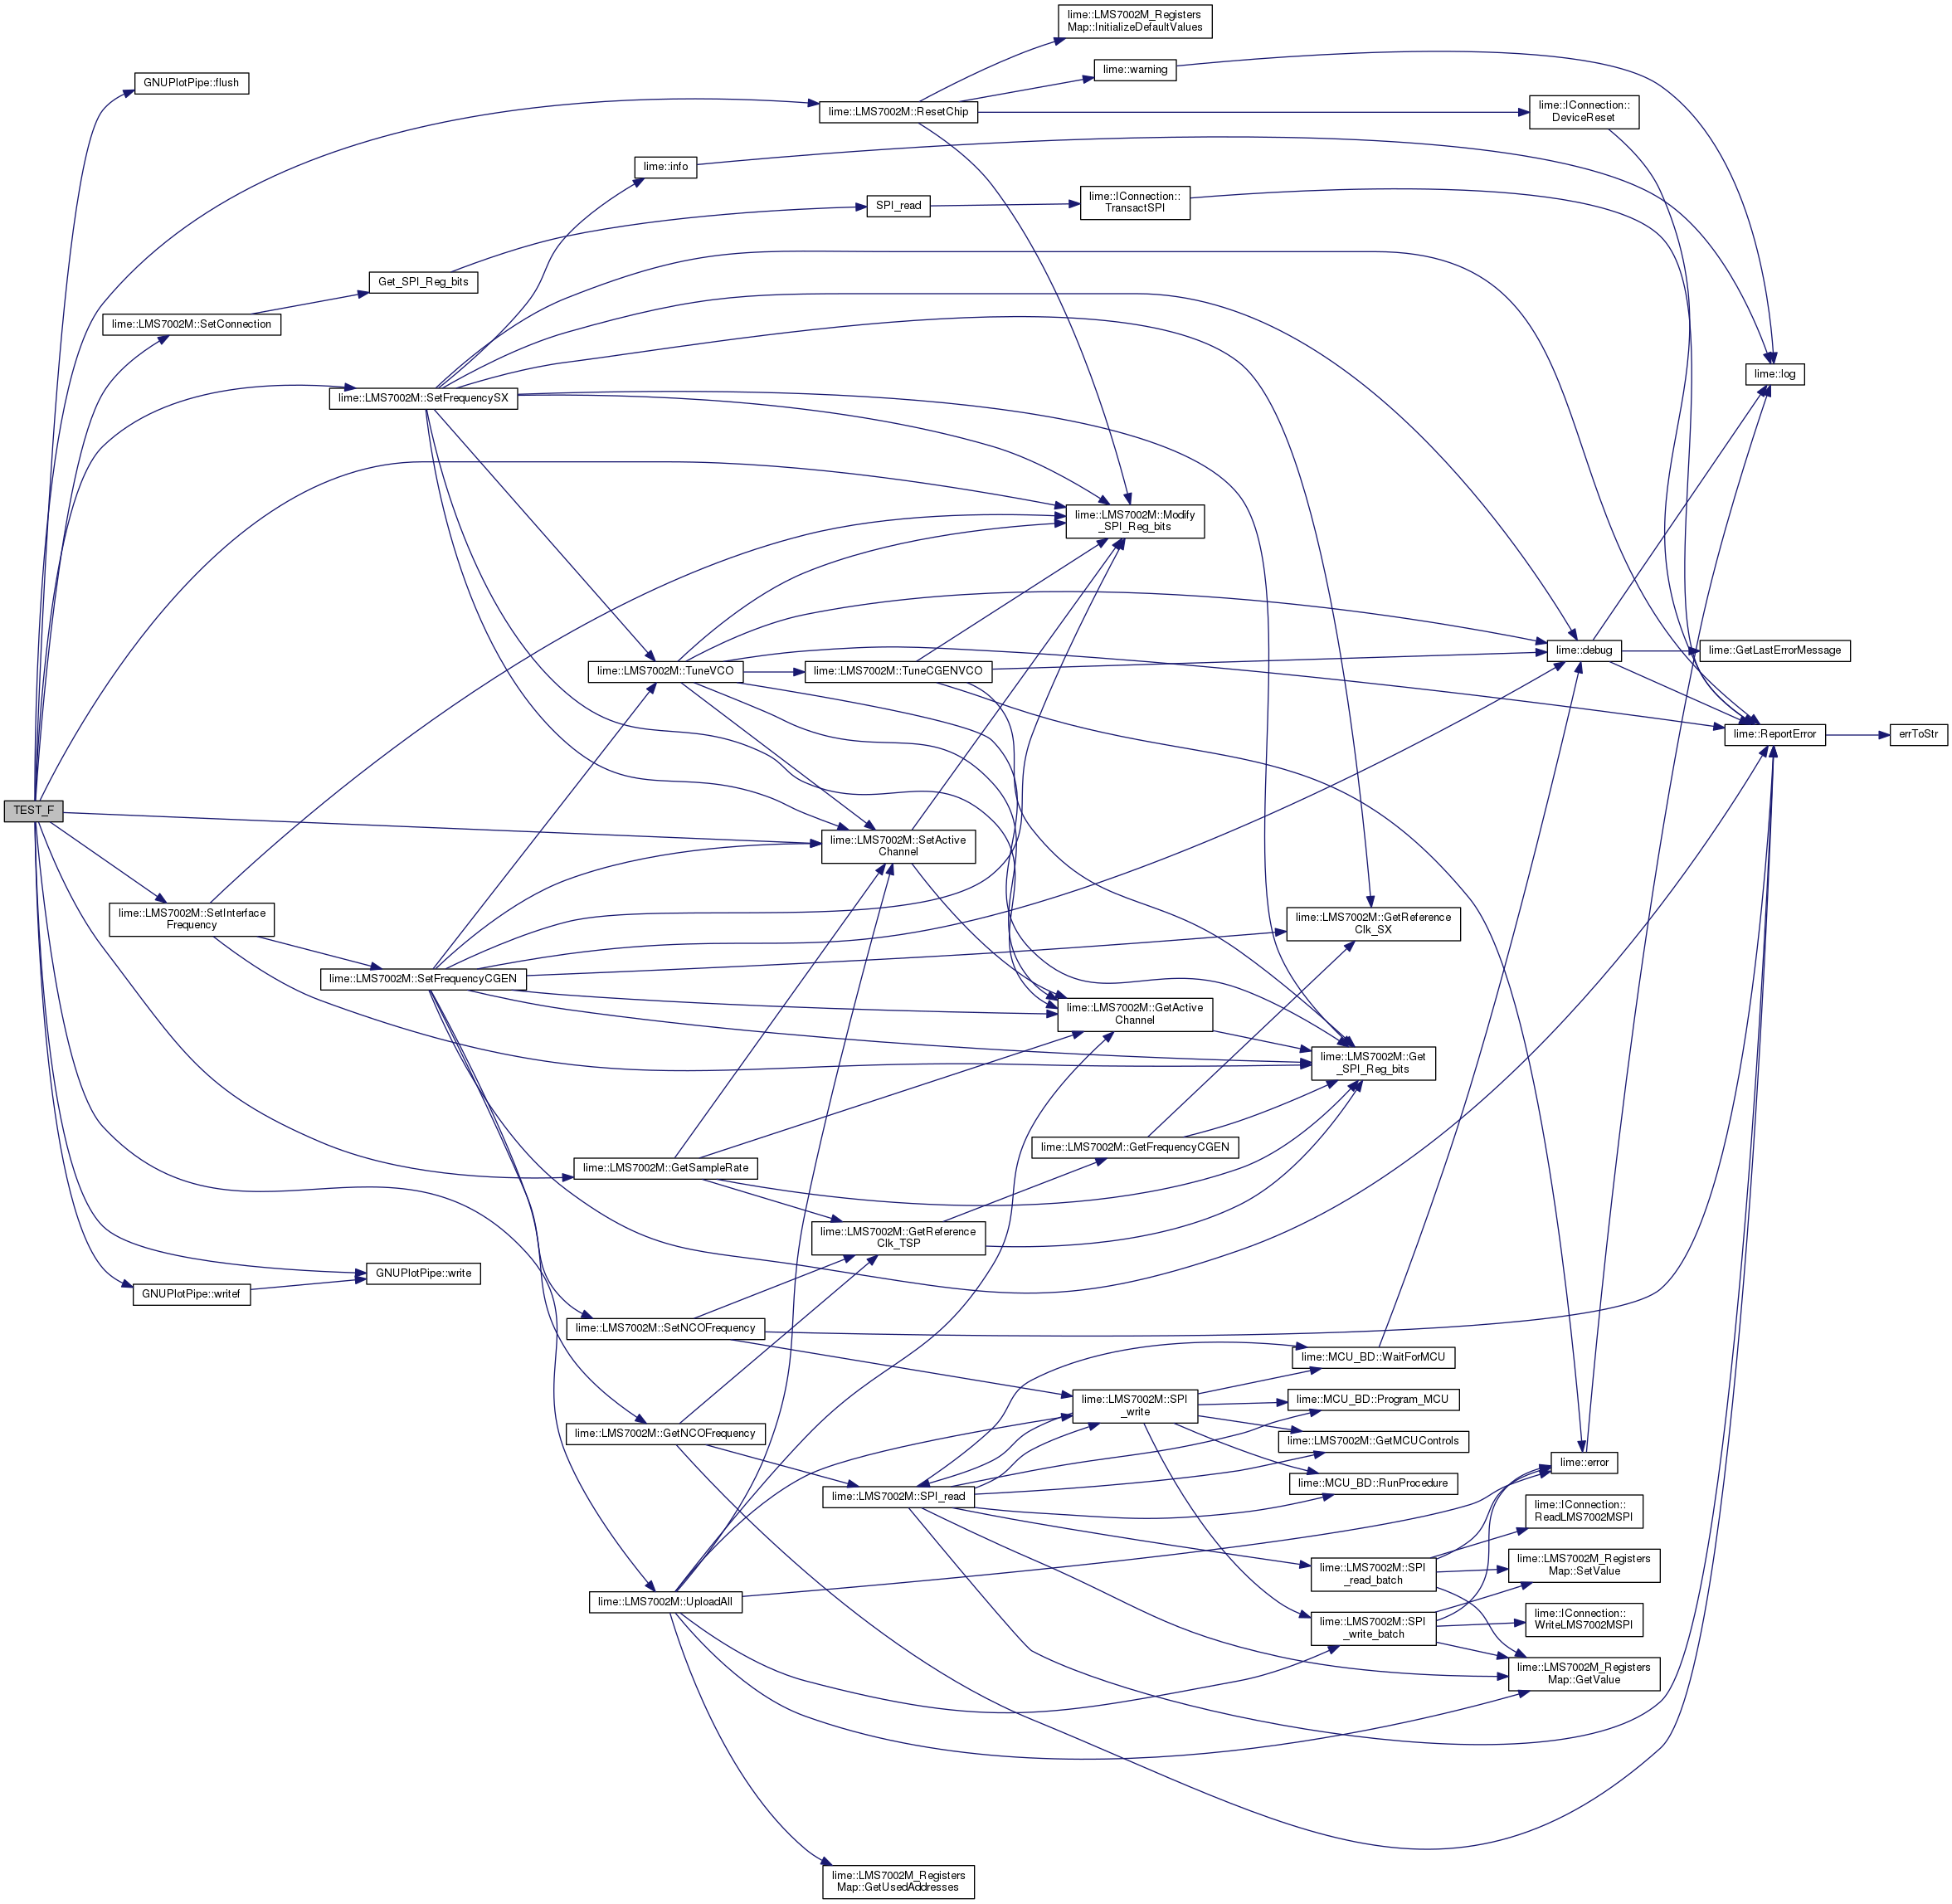 lime::LMS7002M_Registers
Map::InitializeDefaultValues
lime::warning
GNUPlotPipe::flush
lime::LMS7002M::ResetChip
lime::IConnection::
DeviceReset
lime::info
SPI_read
lime::IConnection::
TransactSPI
Get_SPI_Reg_bits
lime::LMS7002M::SetConnection
lime::log
lime::LMS7002M::SetFrequencySX
lime::LMS7002M::Modify
_SPI_Reg_bits
lime::debug
lime::GetLastErrorMessage
lime::LMS7002M::TuneVCO
lime::LMS7002M::TuneCGENVCO
lime::ReportError
errToStr
TEST_F
lime::LMS7002M::SetActive
Channel
lime::LMS7002M::SetInterface
Frequency
lime::LMS7002M::GetReference
Clk_SX
lime::LMS7002M::SetFrequencyCGEN
lime::LMS7002M::GetActive
Channel
lime::LMS7002M::Get
_SPI_Reg_bits
lime::LMS7002M::GetFrequencyCGEN
lime::LMS7002M::GetSampleRate
lime::LMS7002M::GetReference
Clk_TSP
GNUPlotPipe::write
GNUPlotPipe::writef
lime::LMS7002M::SetNCOFrequency
lime::MCU_BD::WaitForMCU
lime::LMS7002M::SPI
_write
lime::MCU_BD::Program_MCU
lime::LMS7002M::GetNCOFrequency
lime::LMS7002M::GetMCUControls
lime::error
lime::MCU_BD::RunProcedure
lime::LMS7002M::SPI_read
lime::IConnection::
ReadLMS7002MSPI
lime::LMS7002M::SPI
_read_batch
lime::LMS7002M_Registers
Map::SetValue
lime::LMS7002M::UploadAll
lime::LMS7002M::SPI
_write_batch
lime::IConnection::
WriteLMS7002MSPI
lime::LMS7002M_Registers
Map::GetValue
lime::LMS7002M_Registers
Map::GetUsedAddresses